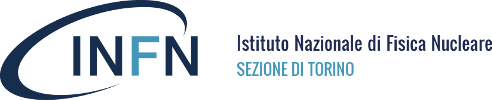 INFN
Istituto Nazionale di Fisica Nucleare
SEZIONE DI TORINO